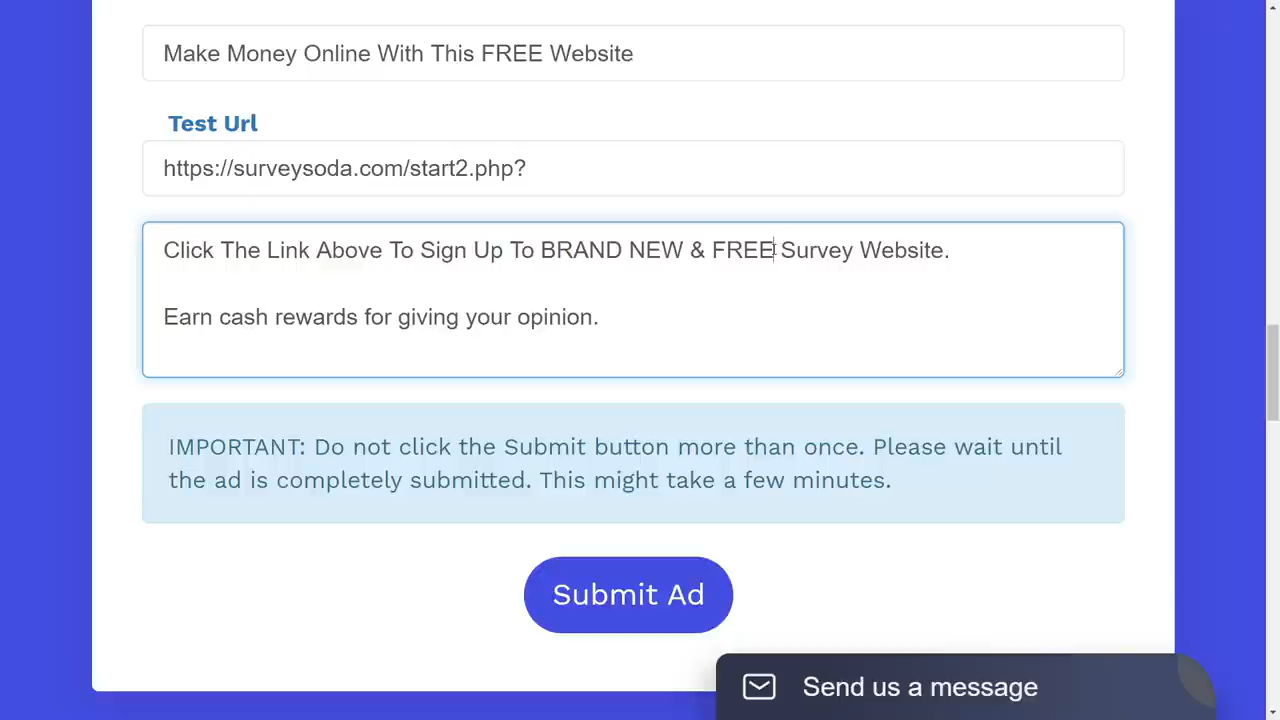 Make Money Online With This FREE Website
Test Url
https://surveysoda.com/start2.php?
Click The Link Above To Sign Up To BRAND NEW & FREE Survey Website.
Earn cash rewards for giving your opinion.
IMPORTANT: Do not click the Submit button more than once. Please wait until
the ad is completely submitted. This might take a few minutes.
Submit Ad
Send us a message